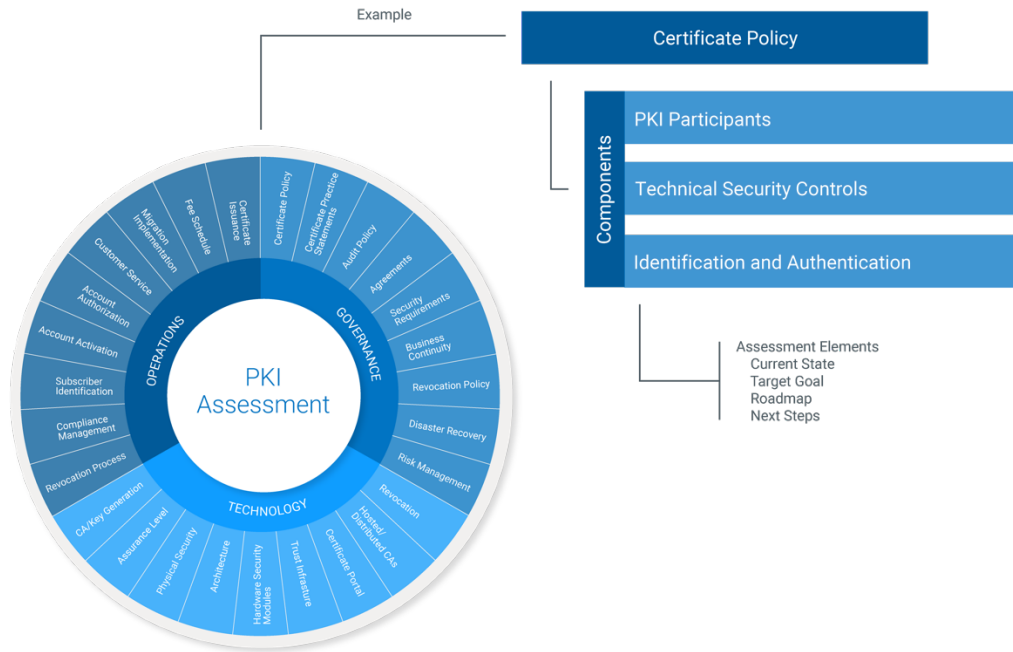 Example
Certificate Policy
Components
PKI Participants
Technical Security Controls
Identification and Authentication
Assessment Elements
Current State
Target Goal
Roadmap
Next Steps
PKI
Assessment
GOVERNANCE
Certificate Policy
Certificate Practice
Statements
Audit Policy
Agreements
Security
Requirements
Business
Continuity
Revocation Policy
Disaster Recovery
Risk Management
TECHNOLOGY
Revocation
Hosted/
Distributed CAs
Certificate Portal
Trust Infrasture
Hardware Security
Modules
Architecture
Physical Security
Assurance Level
CA/Key Generation
OPERATIONS
Revocation Process
Compliance
Management
Subscriber
Identification
Account Activation
Account
Authorization
Customer Service
Migration
Implementation
Fee Schedule
Certificate
Issuance